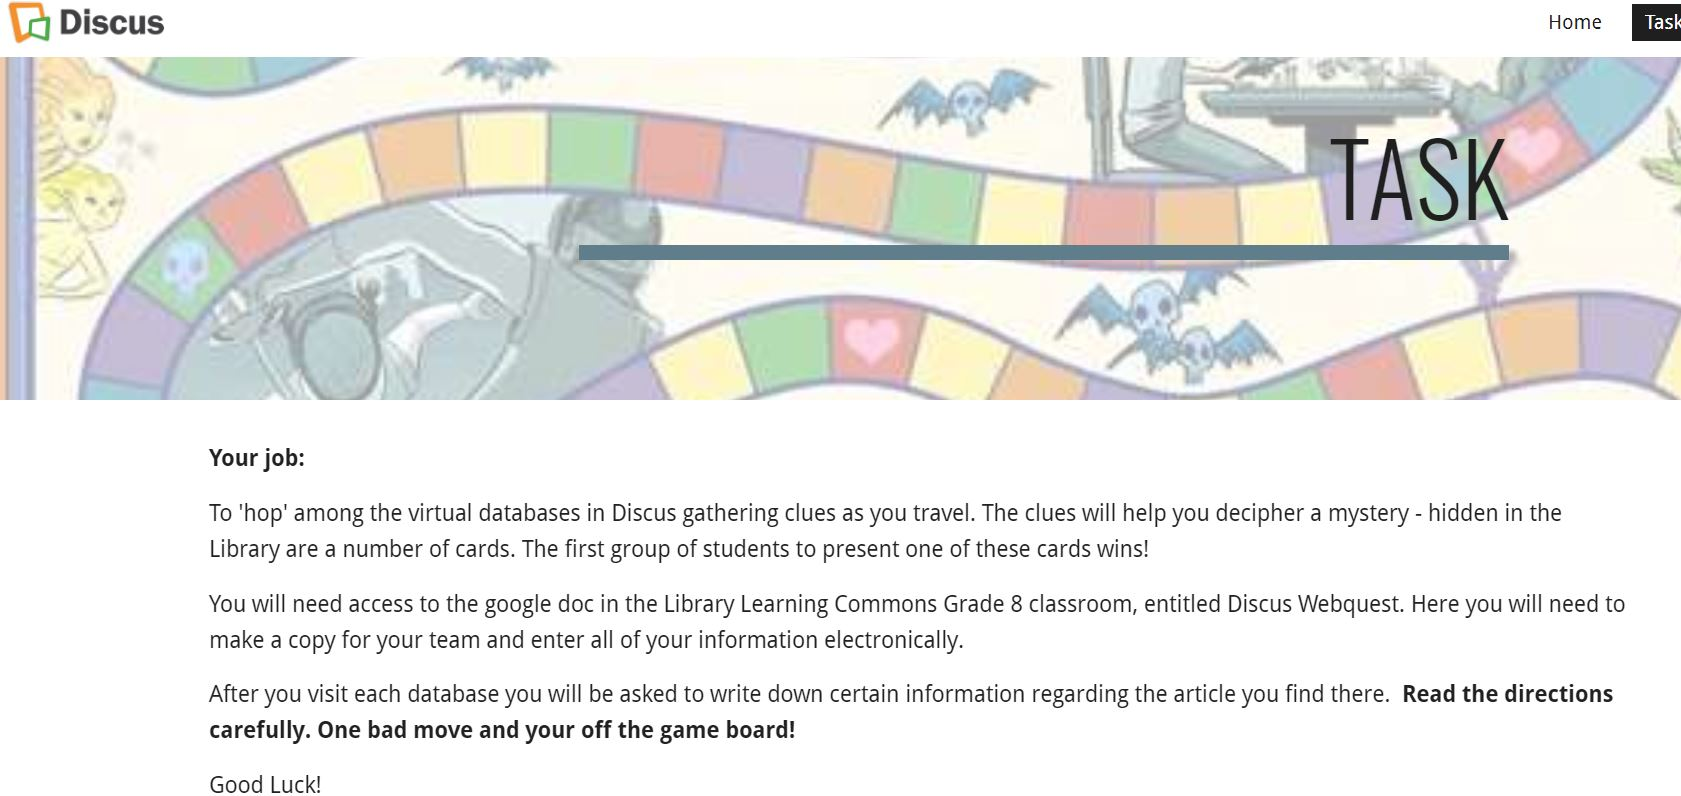 Discus
Home
Task
TASK
Your job:
To 'hop' among the virtual databases in Discus gathering clues as you travel. The clues will help you decipher a mystery - hidden in the
Library are a number of cards. The first group of students to present one of these cards wins!
You will need access to the google doc in the Library Learning Commons Grade 8 classroom, entitled Discus Webquest. Here you will need to
make a copy for your team and enter all of your information electronically.
After you visit each database you will be asked to write down certain information regarding the article you find there. Read the directions
carefully. One bad move and your off the game board!
Good Luck!